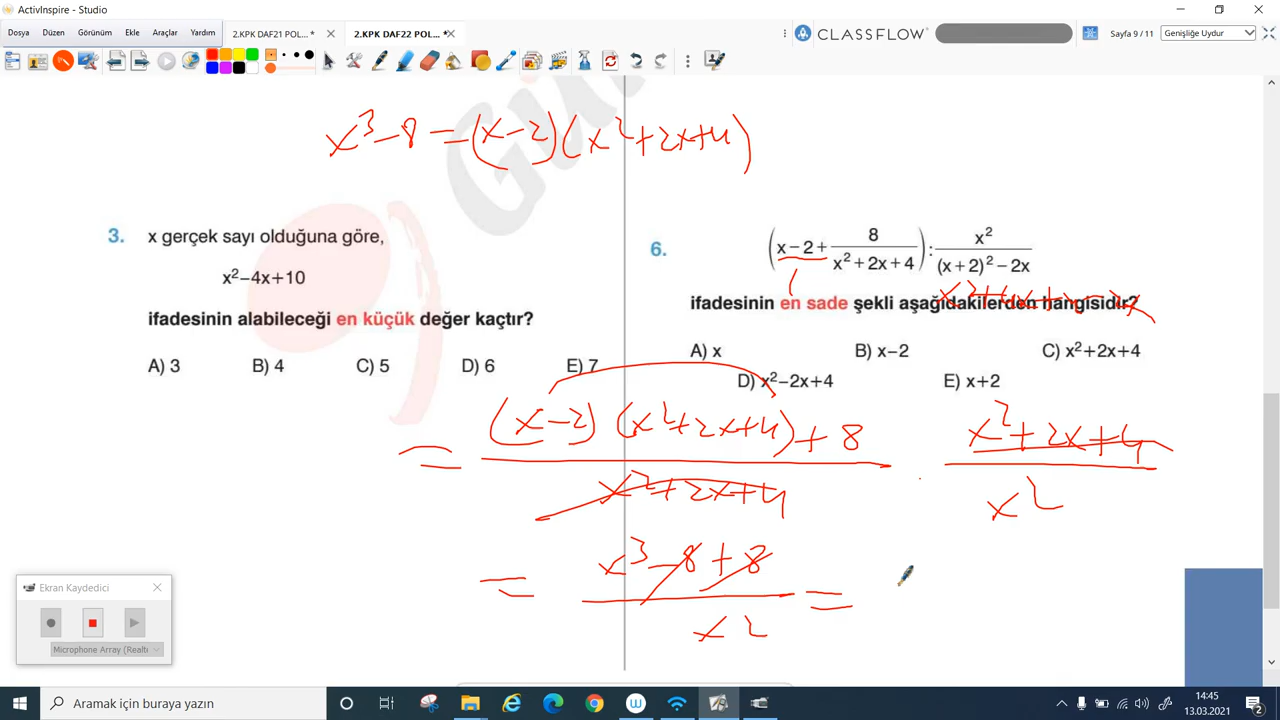 ActivInspire - Studio
Dosya Düzen Görünüm Ekle Araçlar Yardım
2.KPK DAF21 POL... *
2.KPK DAF22 POL... *
CLASSFLOW
Sayfa 9 / 11
Genişliğe Uydur
x³-8=(x-2)(x²+2x+4)
3. x gerçek sayı olduğuna göre,
x²−4x+10
ifadesinin alabileceği en küçük değer kaçtır?
A) 3 B) 4 C) 5 D) 6 E) 7
6. (x−2+ 8/(x²+2x+4)) : x²/((x+2)²−2x)
ifadesinin en sade şekli aşağıdakilerden hangisidir?
A) x B) x−2 C) x²+2x+4
D) x²−2x+4 E) x+2
= ((x-2)(x²+2x+4)+8)/(x²+2x+4) . (x²+2x+4)/x²
= (x³-8+8)/x² =
Ekran Kaydedici
Microphone Array (Realte
Aramak için buraya yazın
14:45
13.03.2021
2